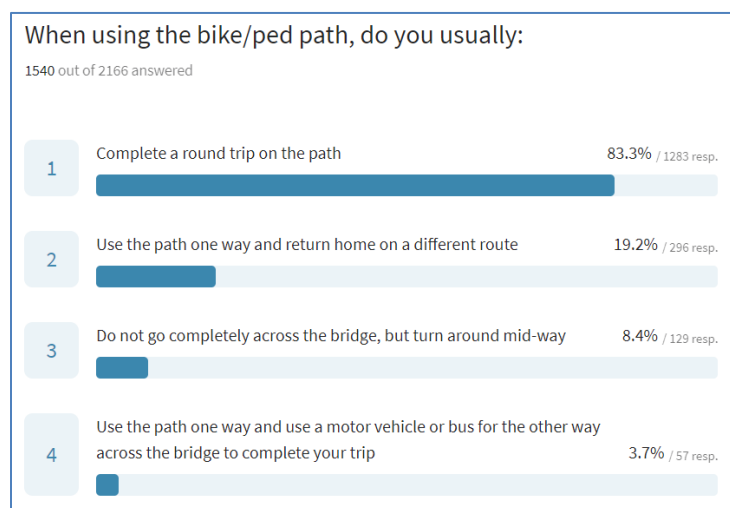 When using the bike/ped path, do you usually:
1540 out of 2166 answered
1 Complete a round trip on the path 83.3% / 1283 resp.
2 Use the path one way and return home on a different route 19.2% / 296 resp.
3 Do not go completely across the bridge, but turn around mid-way 8.4% / 129 resp.
Use the path one way and use a motor vehicle or bus for the other way
4 across the bridge to complete your trip 3.7% / 57 resp.